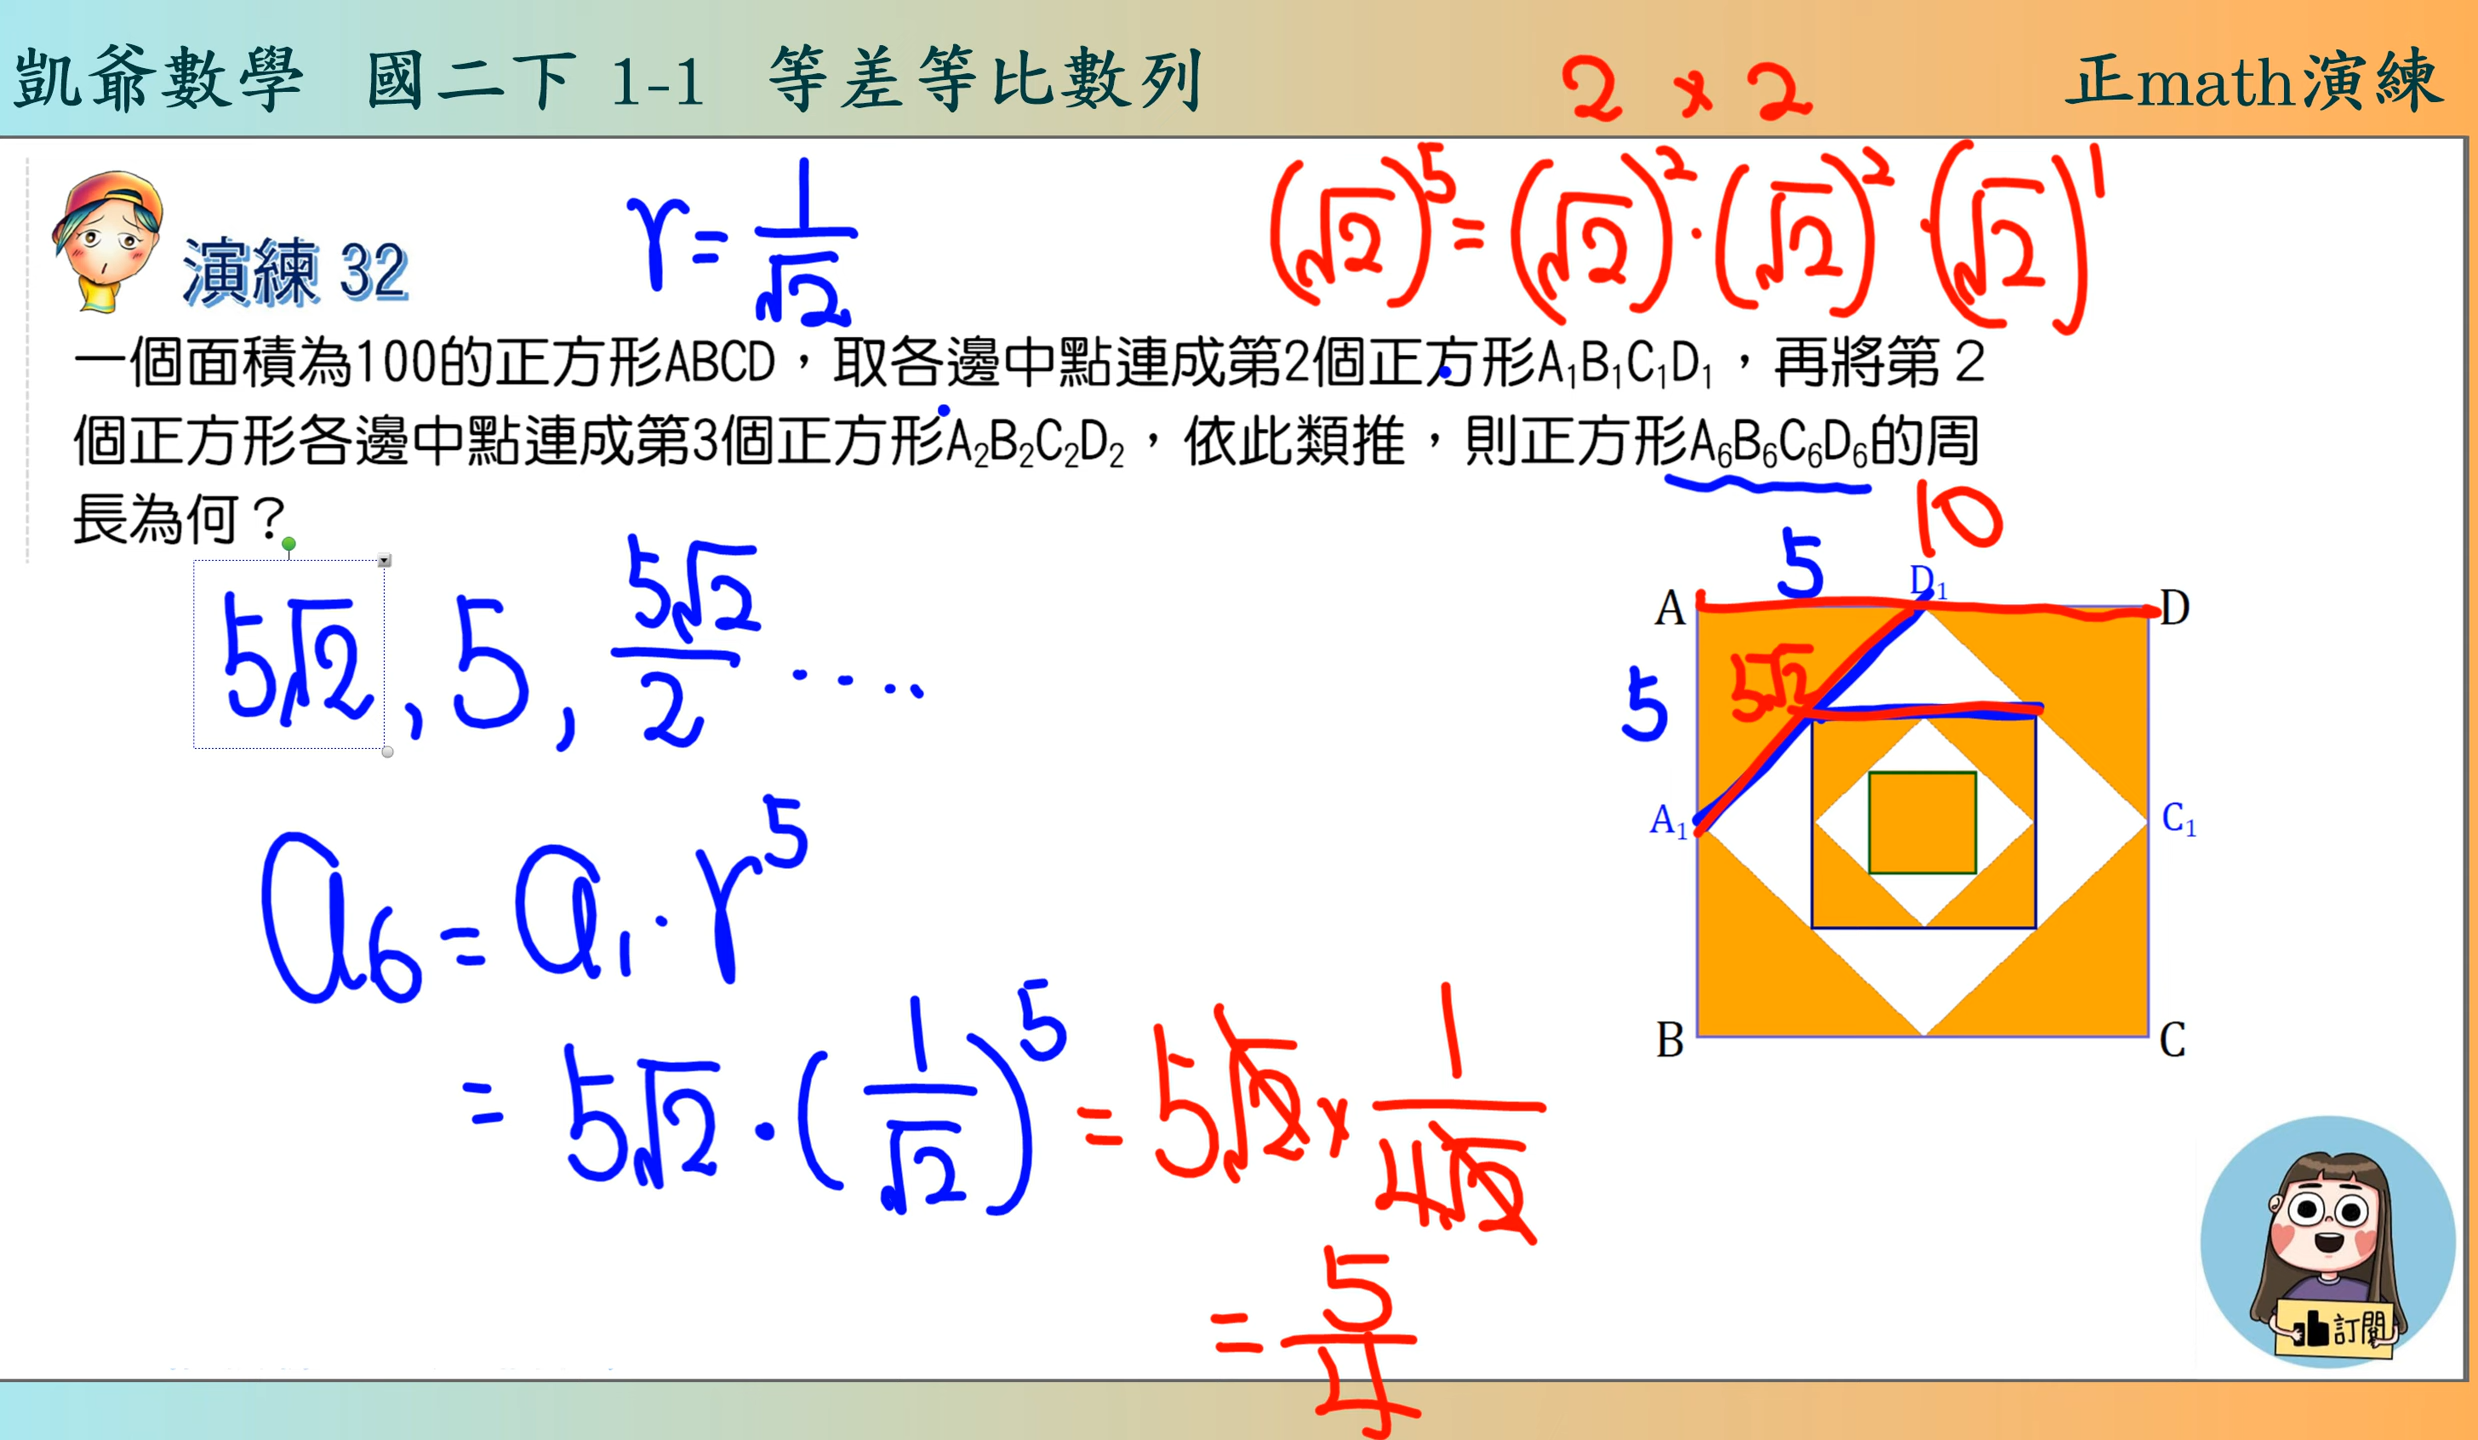 凱爺數學 國二下 1-1 等差等比數列
2 × 2
正math演練
演練 32
r = 1/√2
(√2)^5 = (√2)^2 · (√2)^2 · (√2)^1
一個面積為100的正方形ABCD，取各邊中點連成第2個正方形A₁B₁C₁D₁，再將第 2
個正方形各邊中點連成第3個正方形A₂B₂C₂D₂，依此類推，則正方形A₆B₆C₆D₆的周
長為何？
5√2, 5, 5√2/2 ····
a₆ = a₁ · r^5
= 5√2 · (1/√2)^5 = 5√2 × 1/4√2
= 5/4
10
5
D₁
A
D
5
5√2
A₁
C₁
B
C
訂閱